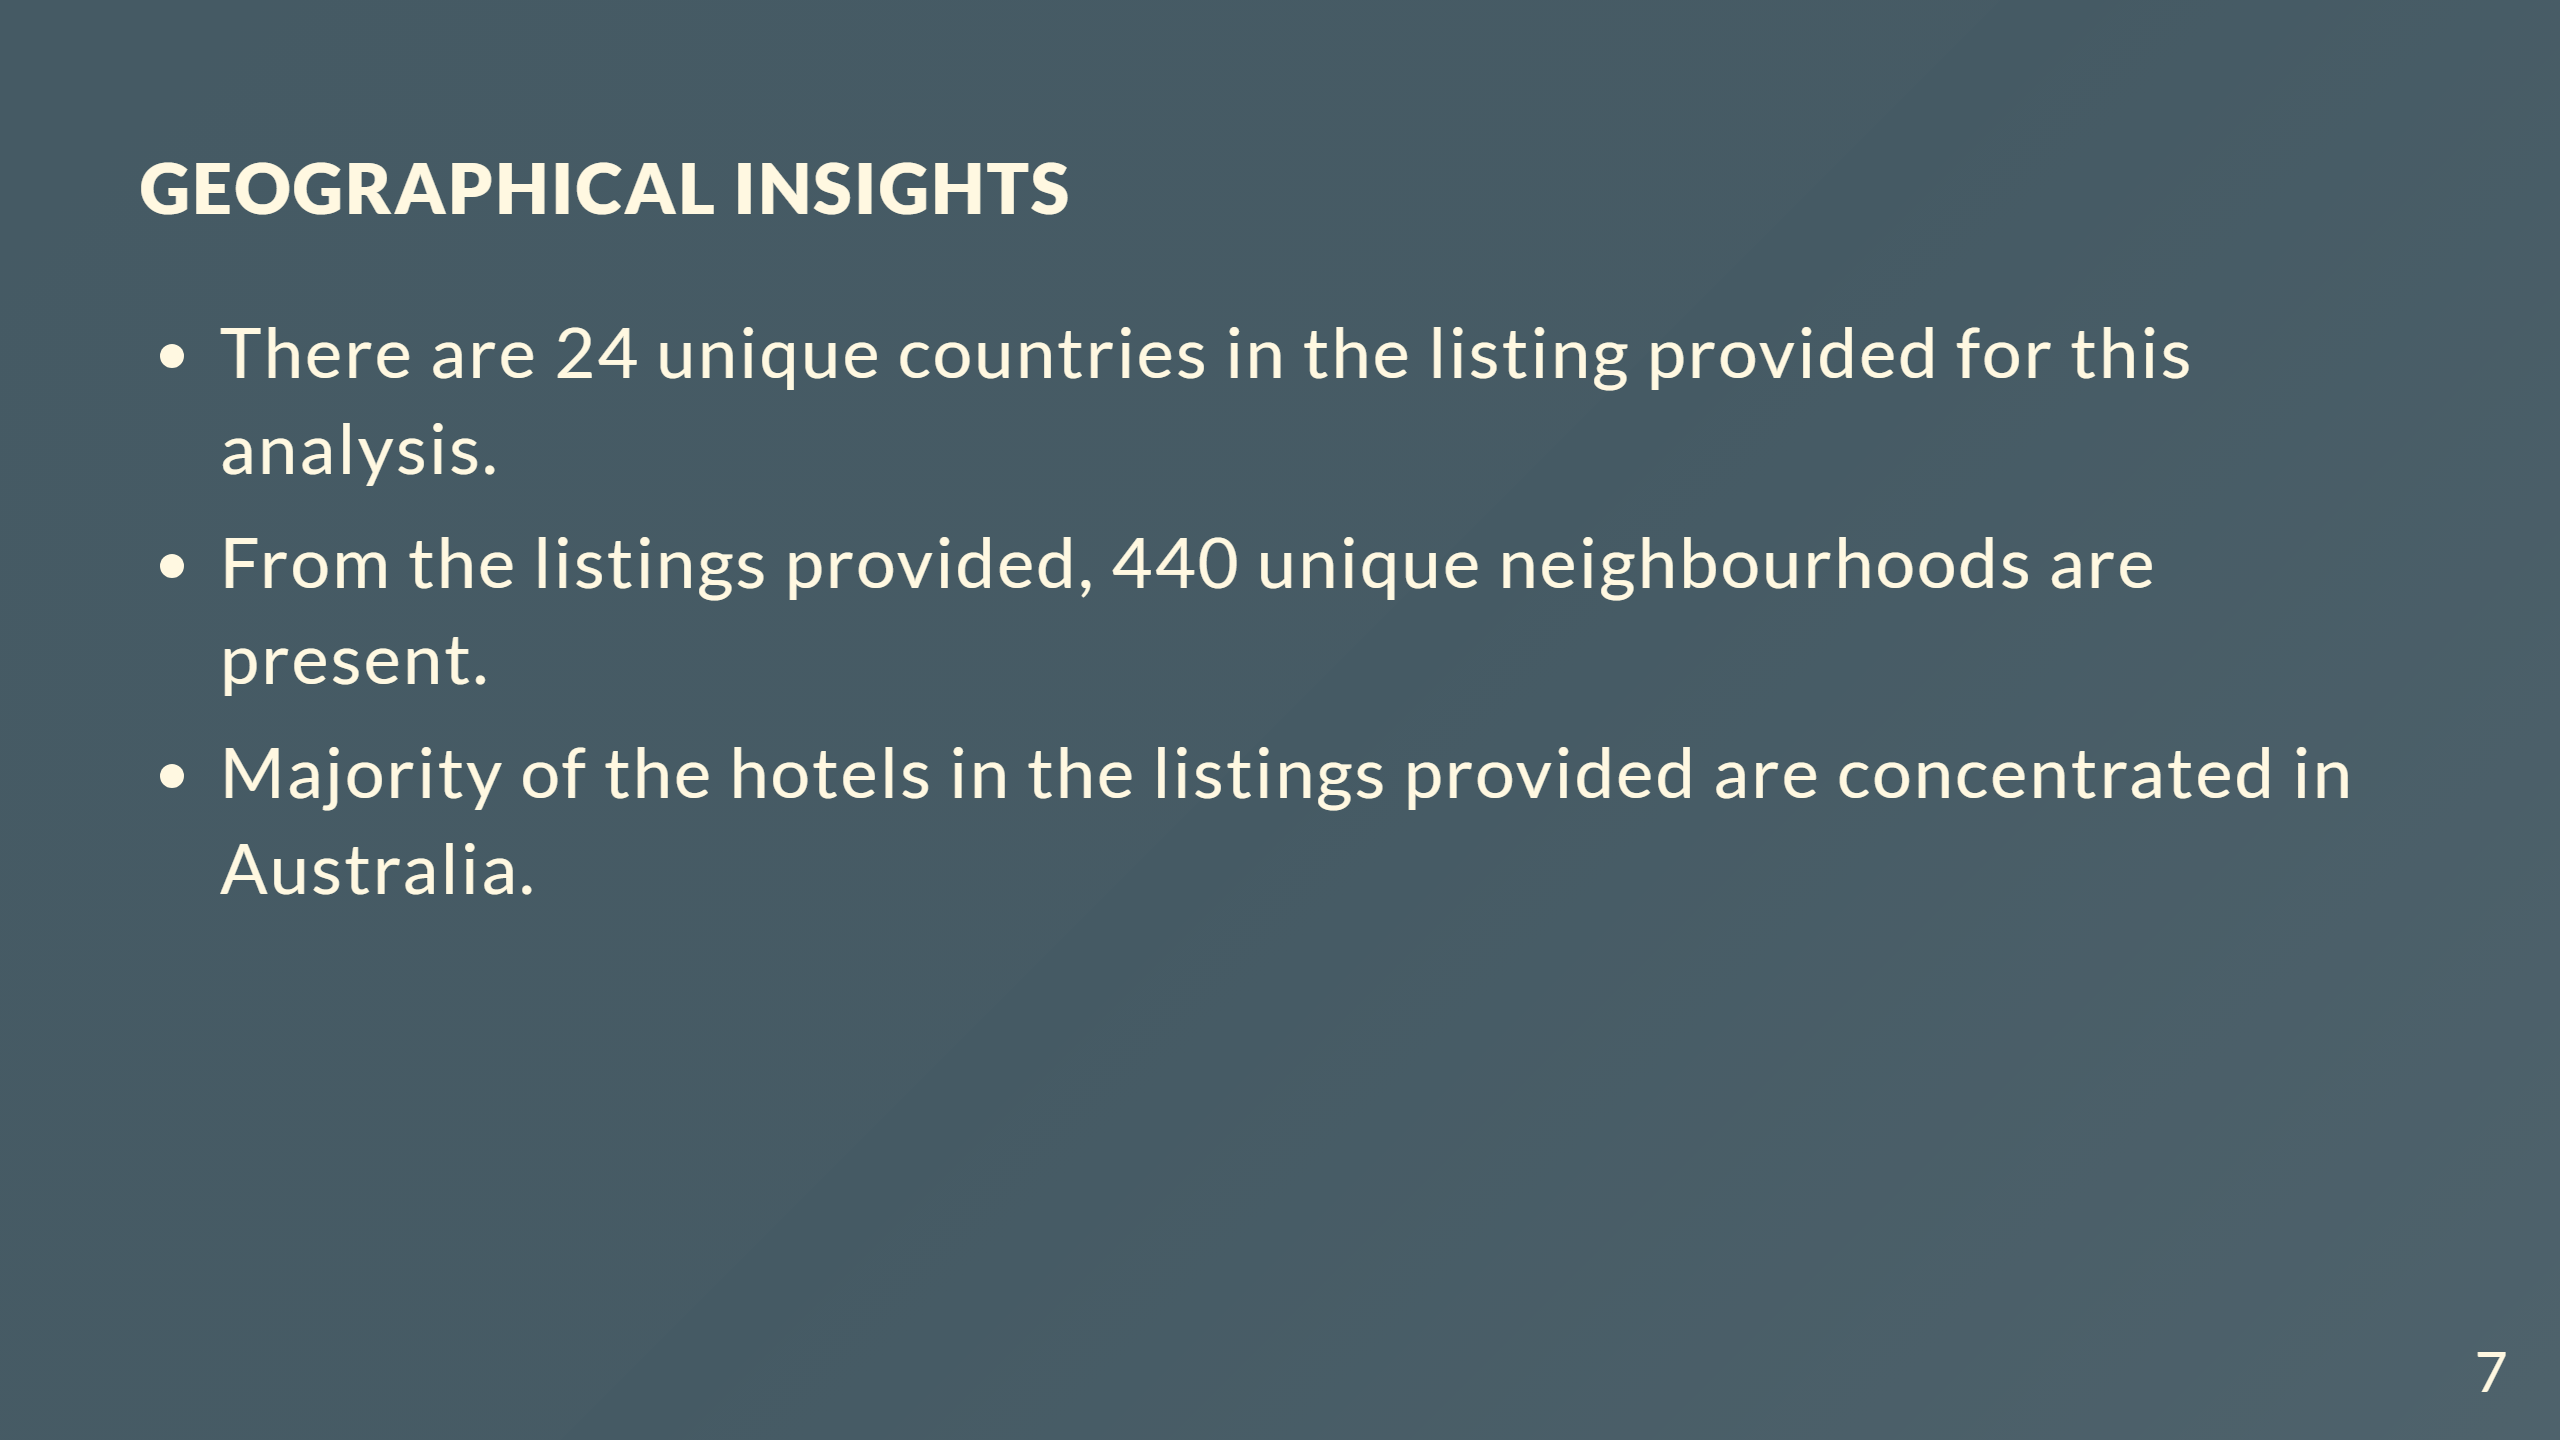 GEOGRAPHICAL INSIGHTS
• There are 24 unique countries in the listing provided for this
analysis.
• From the listings provided, 440 unique neighbourhoods are
present.
• Majority of the hotels in the listings provided are concentrated in
Australia.
7